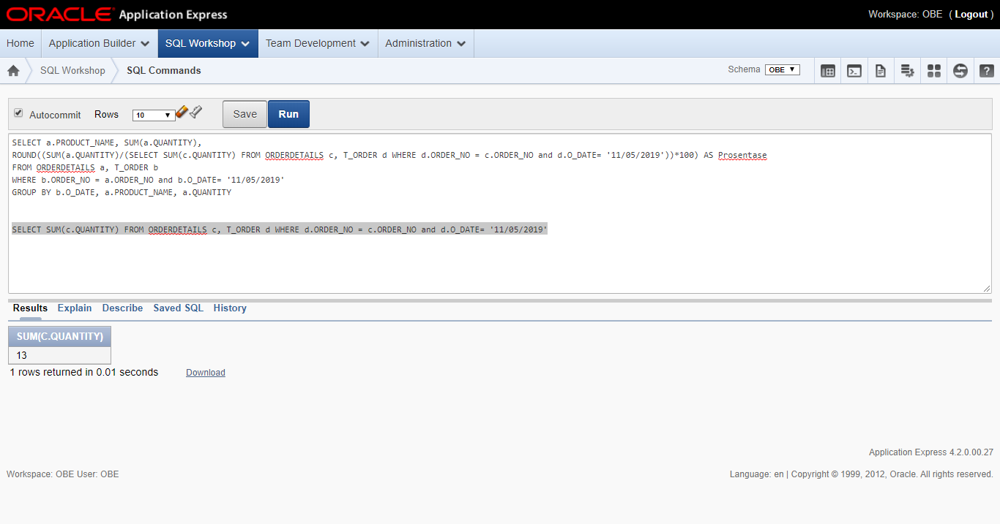 ORACLE Application Express
Workspace: OBE ( Logout )
Home Application Builder SQL Workshop Team Development Administration
SQL Workshop SQL Commands
Schema OBE
Autocommit Rows 10 Save Run
SELECT a.PRODUCT_NAME, SUM(a.QUANTITY),
ROUND((SUM(a.QUANTITY)/(SELECT SUM(c.QUANTITY) FROM ORDERDETAILS c, T_ORDER d WHERE d.ORDER_NO = c.ORDER_NO and d.O_DATE= '11/05/2019'))*100) AS Prosentase
FROM ORDERDETAILS a, T_ORDER b
WHERE b.ORDER_NO = a.ORDER_NO and b.O_DATE= '11/05/2019'
GROUP BY b.O_DATE, a.PRODUCT_NAME, a.QUANTITY
SELECT SUM(c.QUANTITY) FROM ORDERDETAILS c, T_ORDER d WHERE d.ORDER_NO = c.ORDER_NO and d.O_DATE= '11/05/2019'
Results Explain Describe Saved SQL History
SUM(C.QUANTITY)
13
1 rows returned in 0.01 seconds Download
Application Express 4.2.0.00.27
Workspace: OBE User: OBE
Language: en | Copyright © 1999, 2012, Oracle. All rights reserved.